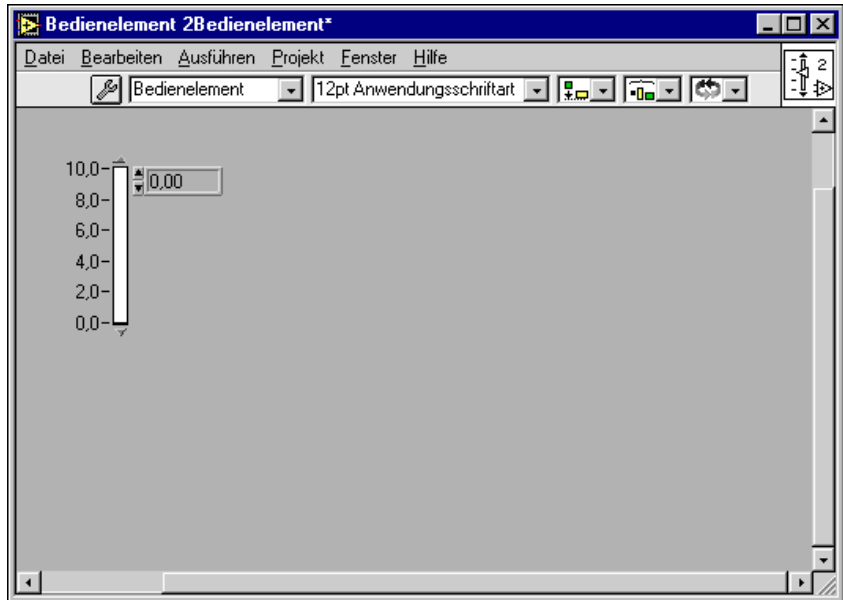 Bedienelement 2Bedienelement*
Datei Bearbeiten Ausführen Projekt Fenster Hilfe
Bedienelement 12pt Anwendungsschriftart
2
10,0
0,00
8,0
6,0
4,0
2,0
0,0